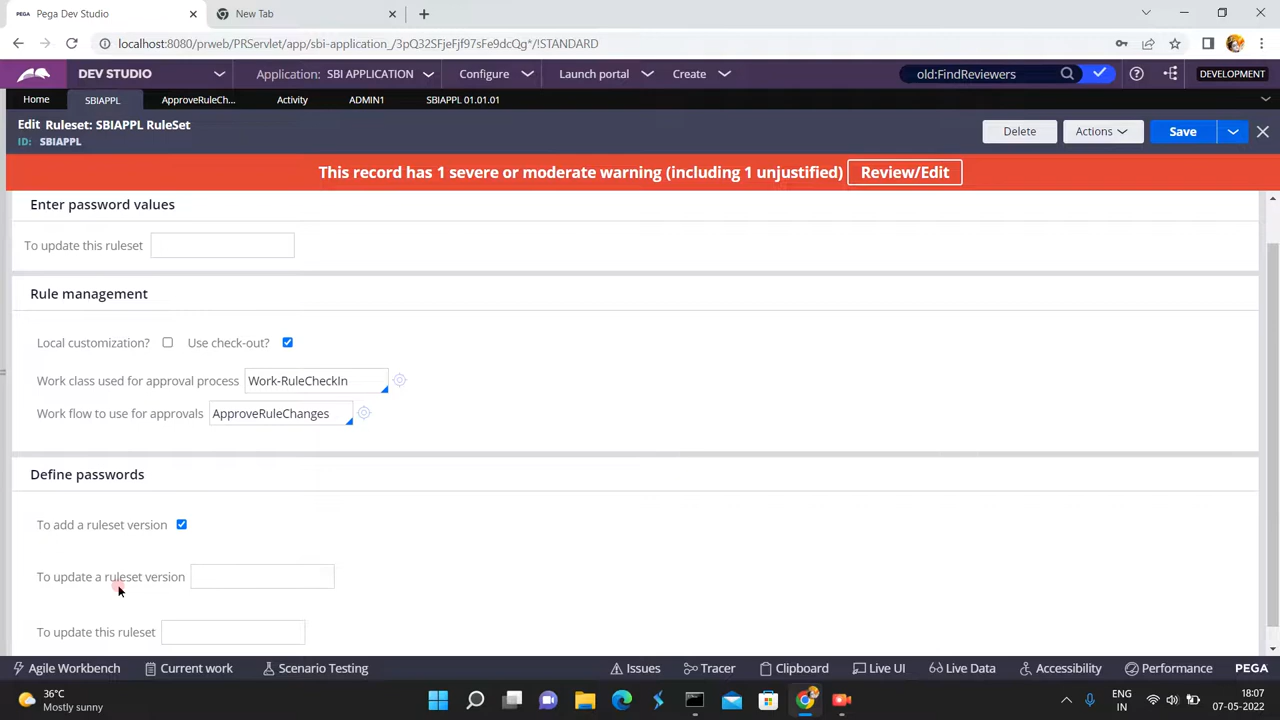 PEGA Pega Dev Studio
New Tab
localhost:8080/prweb/PRServlet/app/sbi-application_/3pQ32SFjeFjf97sFe9dcQg*/!STANDARD
DEV STUDIO
Application: SBI APPLICATION
Configure
Launch portal
Create
old:FindReviewers
DEVELOPMENT
Home
SBIAPPL
ApproveRuleCh...
Activity
ADMIN1
SBIAPPL 01.01.01
Edit Ruleset: SBIAPPL RuleSet
ID: SBIAPPL
Delete
Actions
Save
This record has 1 severe or moderate warning (including 1 unjustified)
Review/Edit
Enter password values
To update this ruleset
Rule management
Local customization?
Use check-out?
Work class used for approval process Work-RuleCheckIn
Work flow to use for approvals ApproveRuleChanges
Define passwords
To add a ruleset version
To update a ruleset version
To update this ruleset
Agile Workbench
Current work
Scenario Testing
Issues
Tracer
Clipboard
Live UI
Live Data
Accessibility
Performance
PEGA
36°C
Mostly sunny
ENG
IN
18:07
07-05-2022